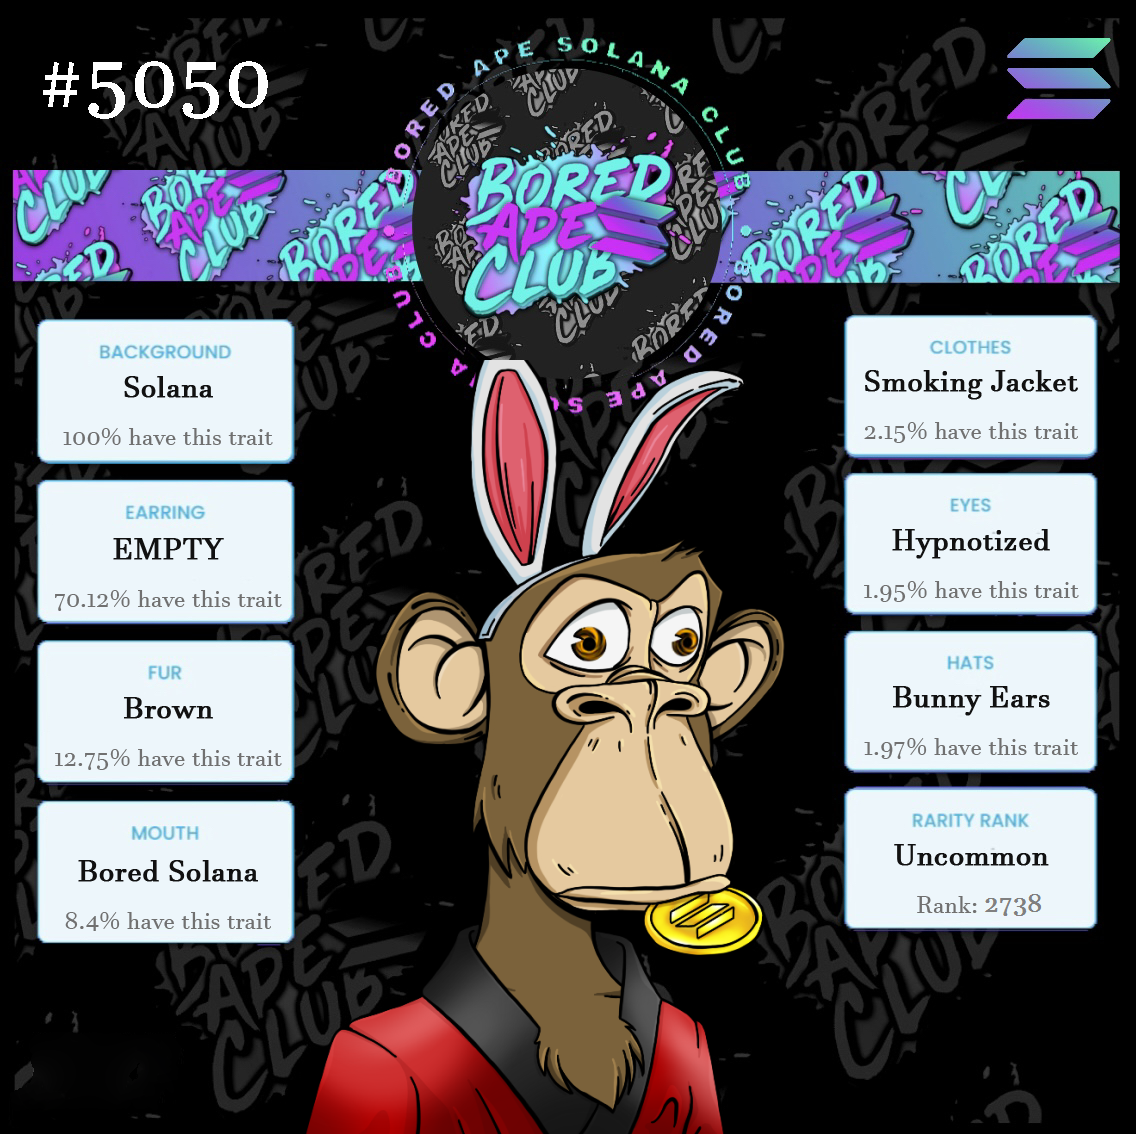 #5050
BORED APE SOLANA CLUB
BORED
APE
CLUB
BACKGROUND
Solana
100% have this trait
EARRING
EMPTY
70.12% have this trait
FUR
Brown
12.75% have this trait
MOUTH
Bored Solana
8.4% have this trait
CLOTHES
Smoking Jacket
2.15% have this trait
EYES
Hypnotized
1.95% have this trait
HATS
Bunny Ears
1.97% have this trait
RARITY RANK
Uncommon
Rank: 2738